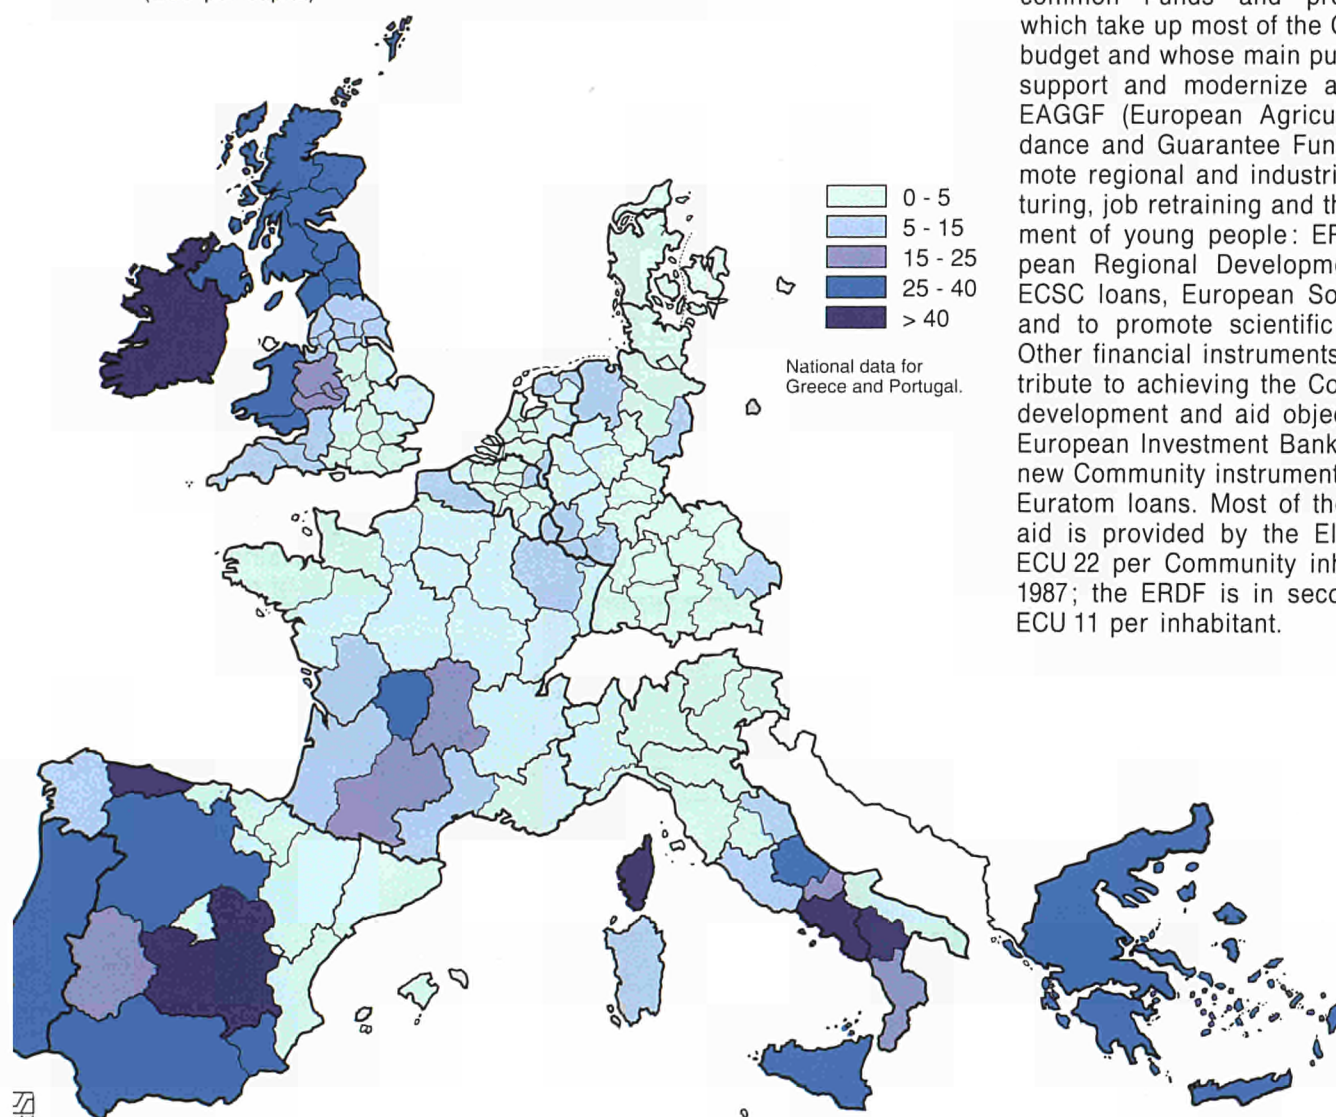 0 - 5
5 - 15
15 - 25
25 - 40
> 40
National data for
Greece and Portugal.
which take up most of the
budget and whose main
support and modernize
EAGGF (European
dance and Guarantee
mote regional and
turing, job retraining and
ment of young people:
pean Regional
ECSC loans, European
and to promote scientific
Other financial instruments
tribute to achieving the
development and aid
European Investment Bank
new Community instrument
Euratom loans. Most of the
aid is provided by the
ECU 22 per Community
1987; the ERDF is in
ECU 11 per inhabitant.